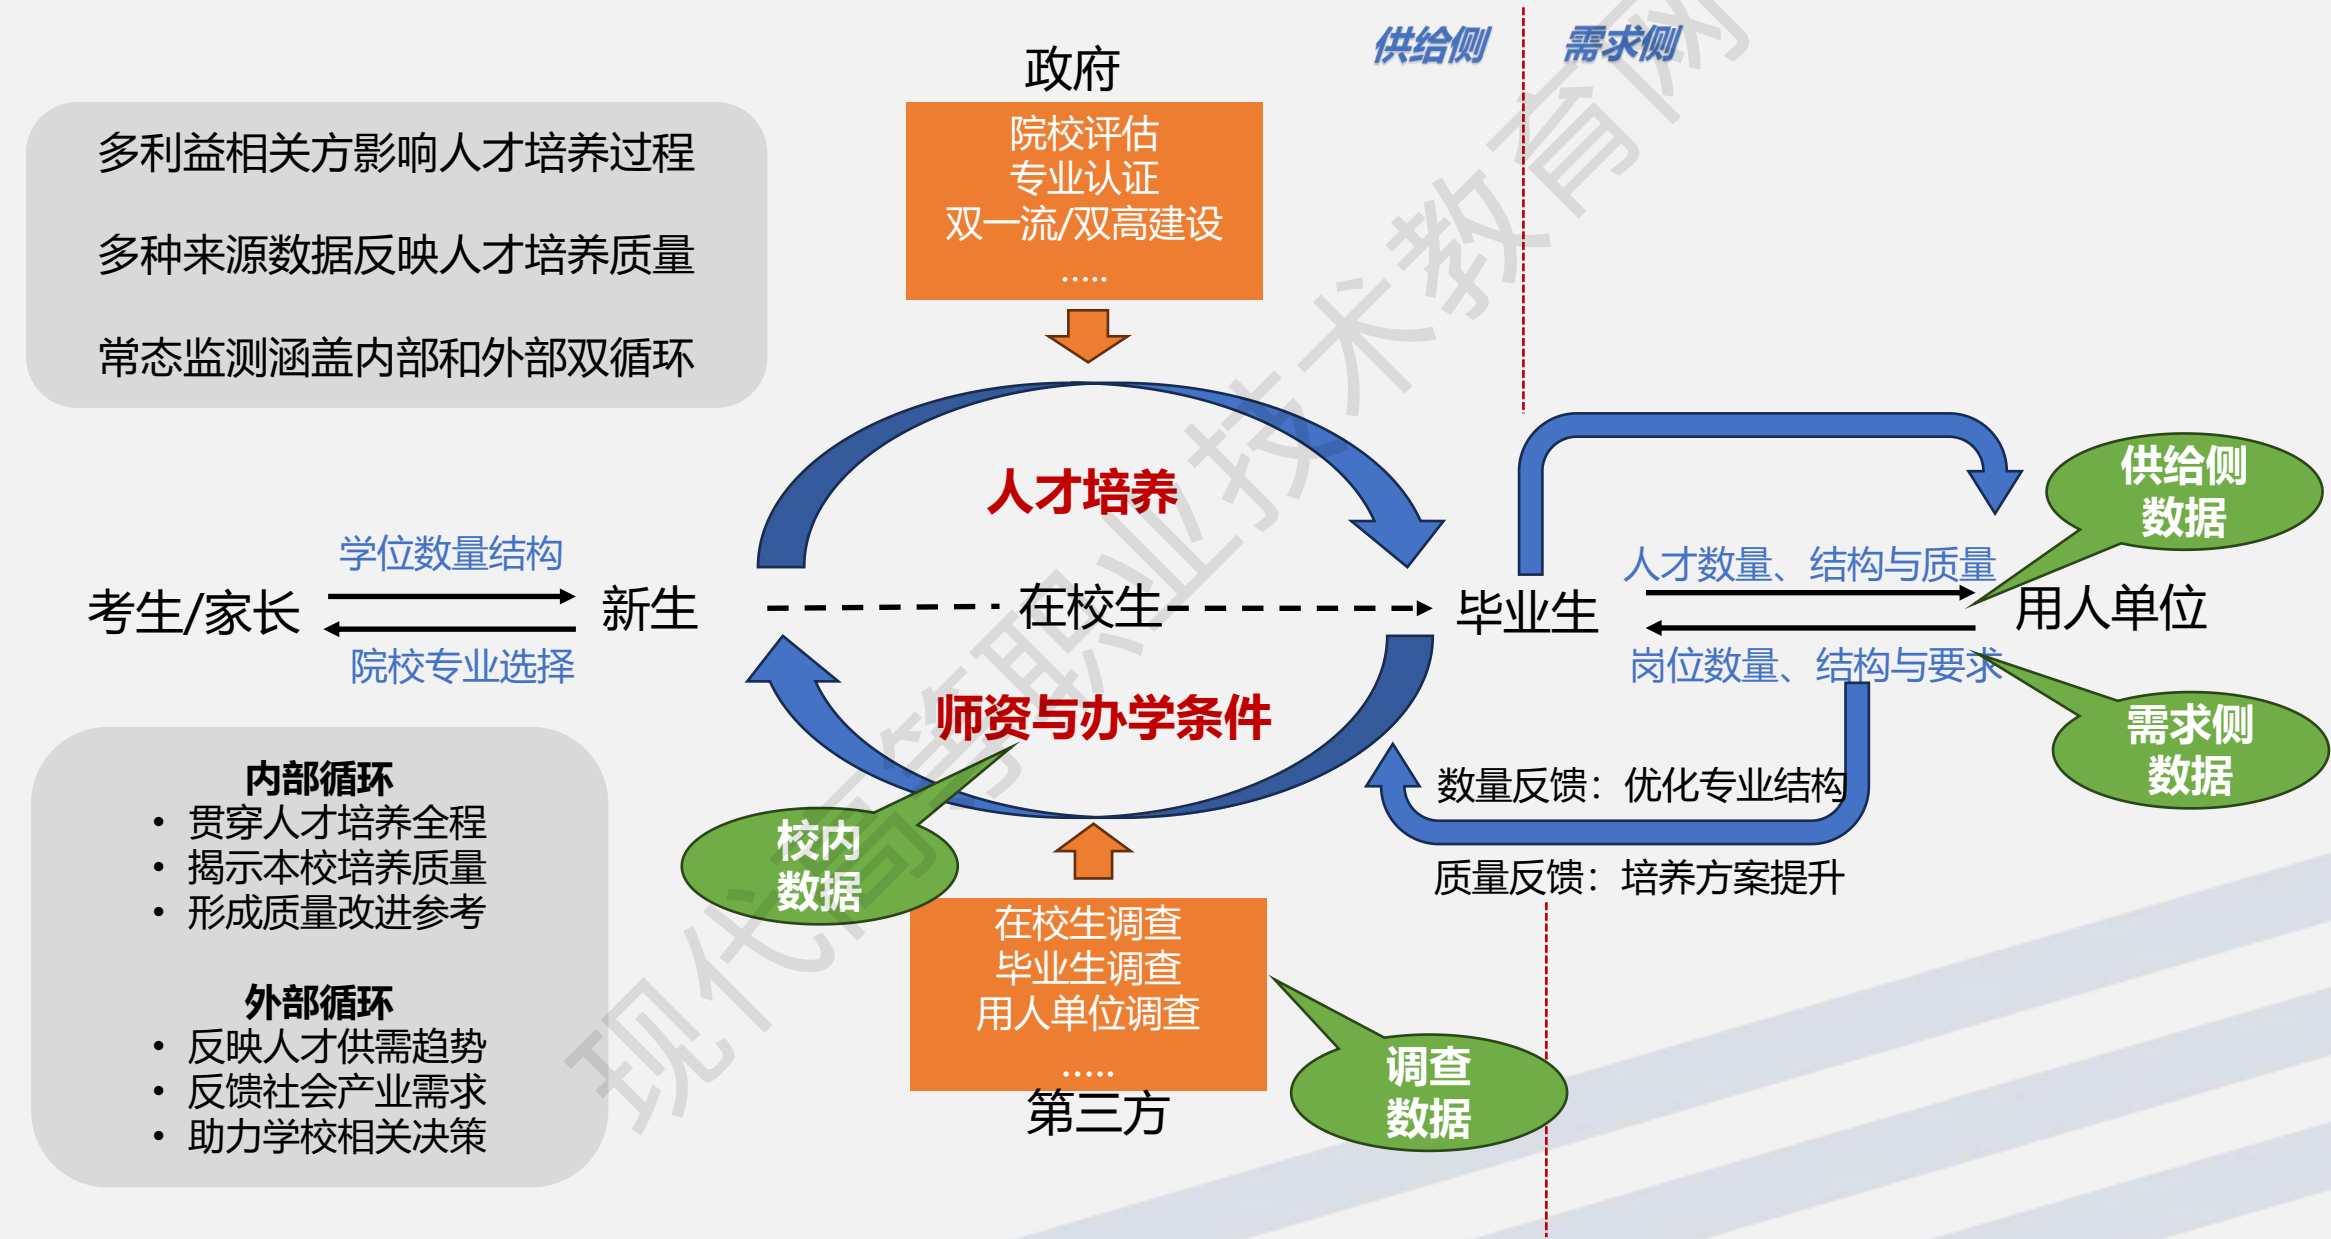 供给侧
需求侧
政府
院校评估
专业认证
双一流/双高建设
.....
多利益相关方影响人才培养过程
多种来源数据反映人才培养质量
常态监测涵盖内部和外部双循环
人才培养
学位数量结构
考生/家长
新生
院校专业选择
在校生
毕业生
人才数量、结构与质量
用人单位
岗位数量、结构与要求
供给侧
数据
需求侧
数据
师资与办学条件
数量反馈：优化专业结构
质量反馈：培养方案提升
校内
数据
内部循环
• 贯穿人才培养全程
• 揭示本校培养质量
• 形成质量改进参考
外部循环
• 反映人才供需趋势
• 反馈社会产业需求
• 助力学校相关决策
在校生调查
毕业生调查
用人单位调查
.....
第三方
调查
数据
现代高等职业技术教育网